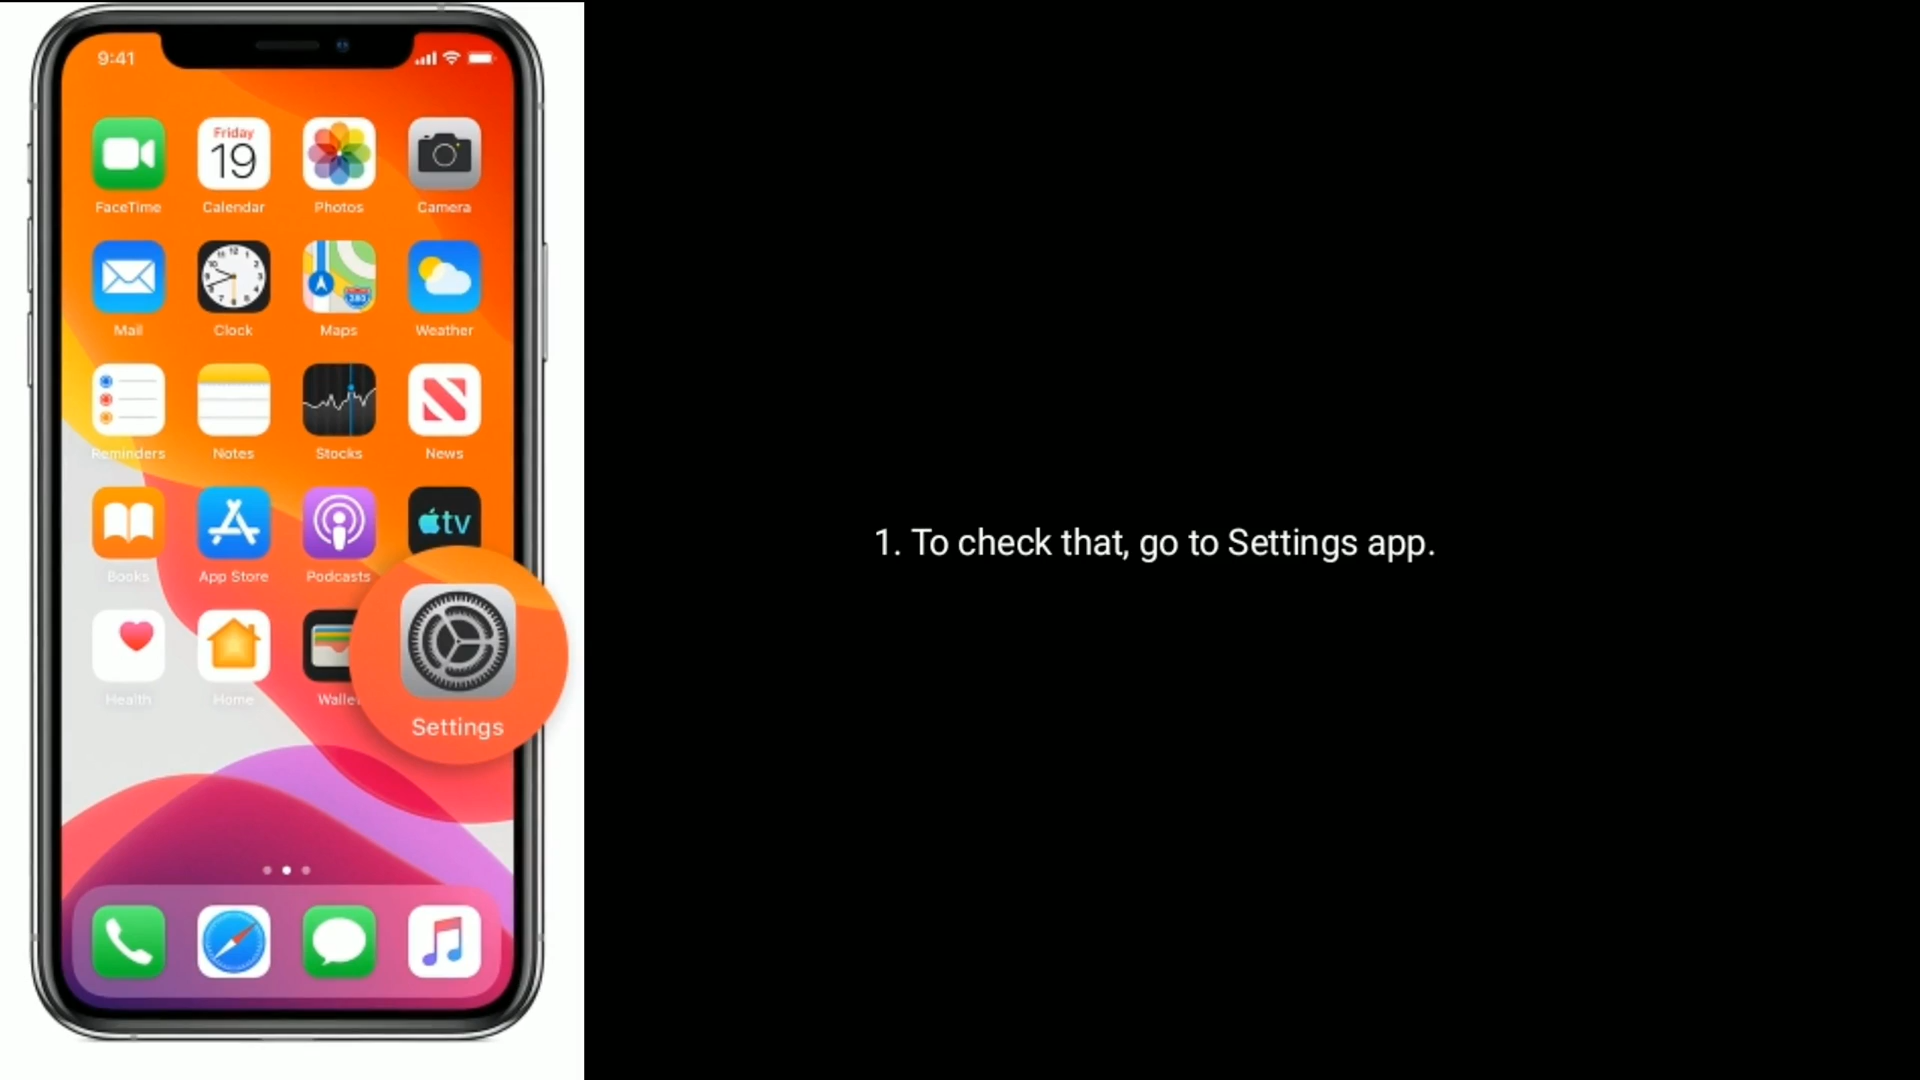 9:41
Friday
19
FaceTime Calendar Photos Camera
Mail Clock Maps Weather
Reminders Notes Stocks News
tv
Books App Store Podcasts
Health Home Wallet
Settings
1. To check that, go to Settings app.